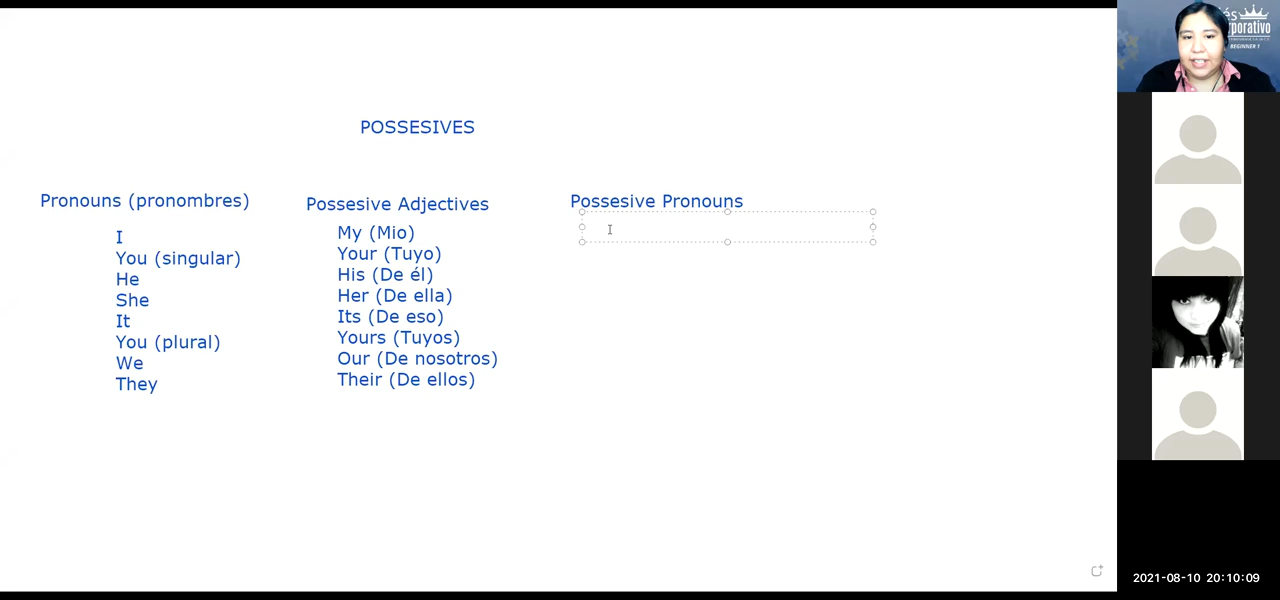 POSSESIVES
Pronouns (pronombres)
I
You (singular)
He
She
It
You (plural)
We
They
Possesive Adjectives
My (Mio)
Your (Tuyo)
His (De él)
Her (De ella)
Its (De eso)
Yours (Tuyos)
Our (De nosotros)
Their (De ellos)
Possesive Pronouns
BEGINNER 1
2021-08-10 20:10:09